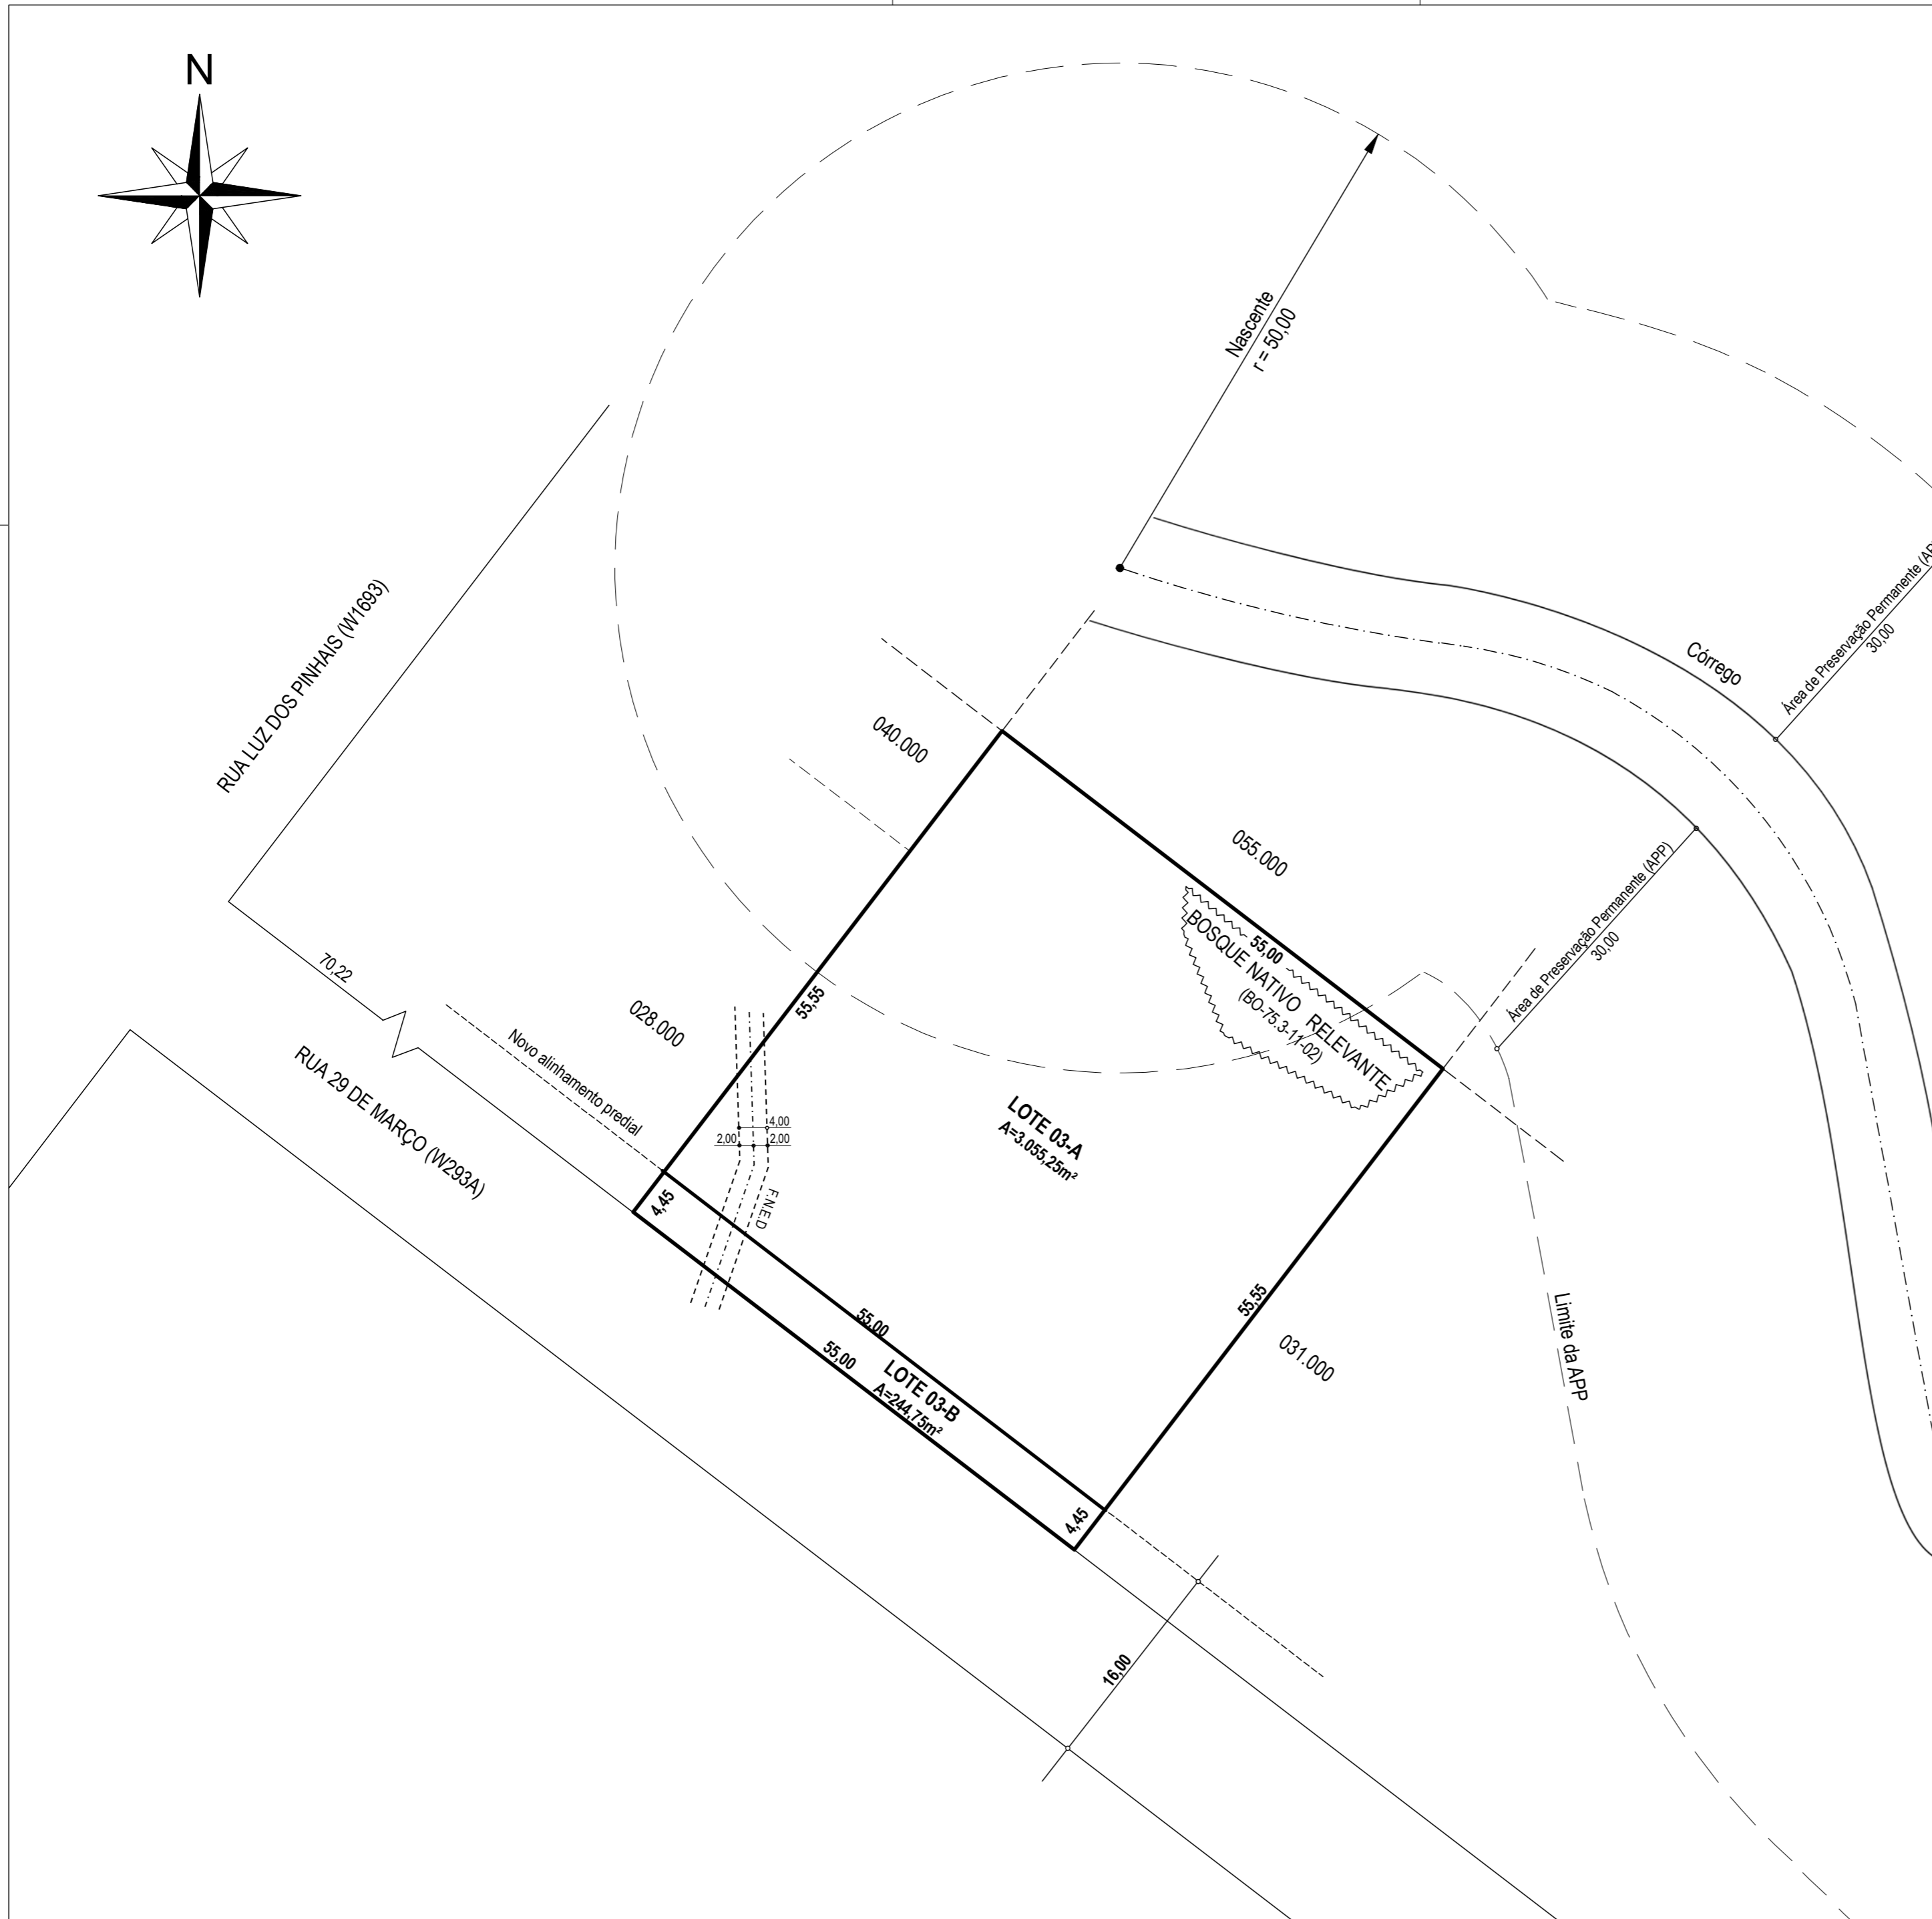 N
Nascente
r = 50,00
Área de Preservação Permanente (AP
30,00
Córrego
RUA LUZ DOS PINHAIS (W1693)
040.000
055.000
Área de Preservação Permanente (APP)
30,00
55,00
BOSQUE NATIVO RELEVANTE
(BO-75.3-11-02)
70,22
028.000
55,55
Novo alinhamento predial
RUA 29 DE MARÇO (W293A)
4,00
2,00
2,00
F.N.E.D
LOTE 03-A
A=3.055,25m²
4,45
55,55
031.000
Limite da APP
55,00
55,00
LOTE 03-B
A=244,75m²
4,45
16,00